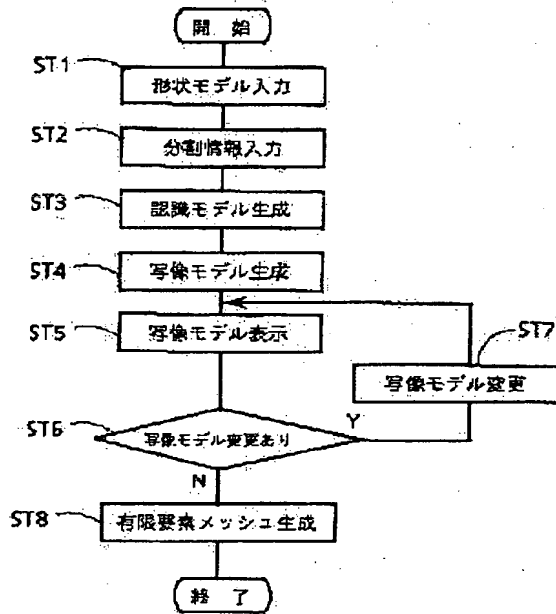 開 始
ST1
形状モデル入力
ST2
分割情報入力
ST3
認識モデル生成
ST4
写像モデル生成
ST5
写像モデル表示
ST7
写像モデル変更
ST6
写像モデル変更あり
Y
N
ST8
有限要素メッシュ生成
終 了